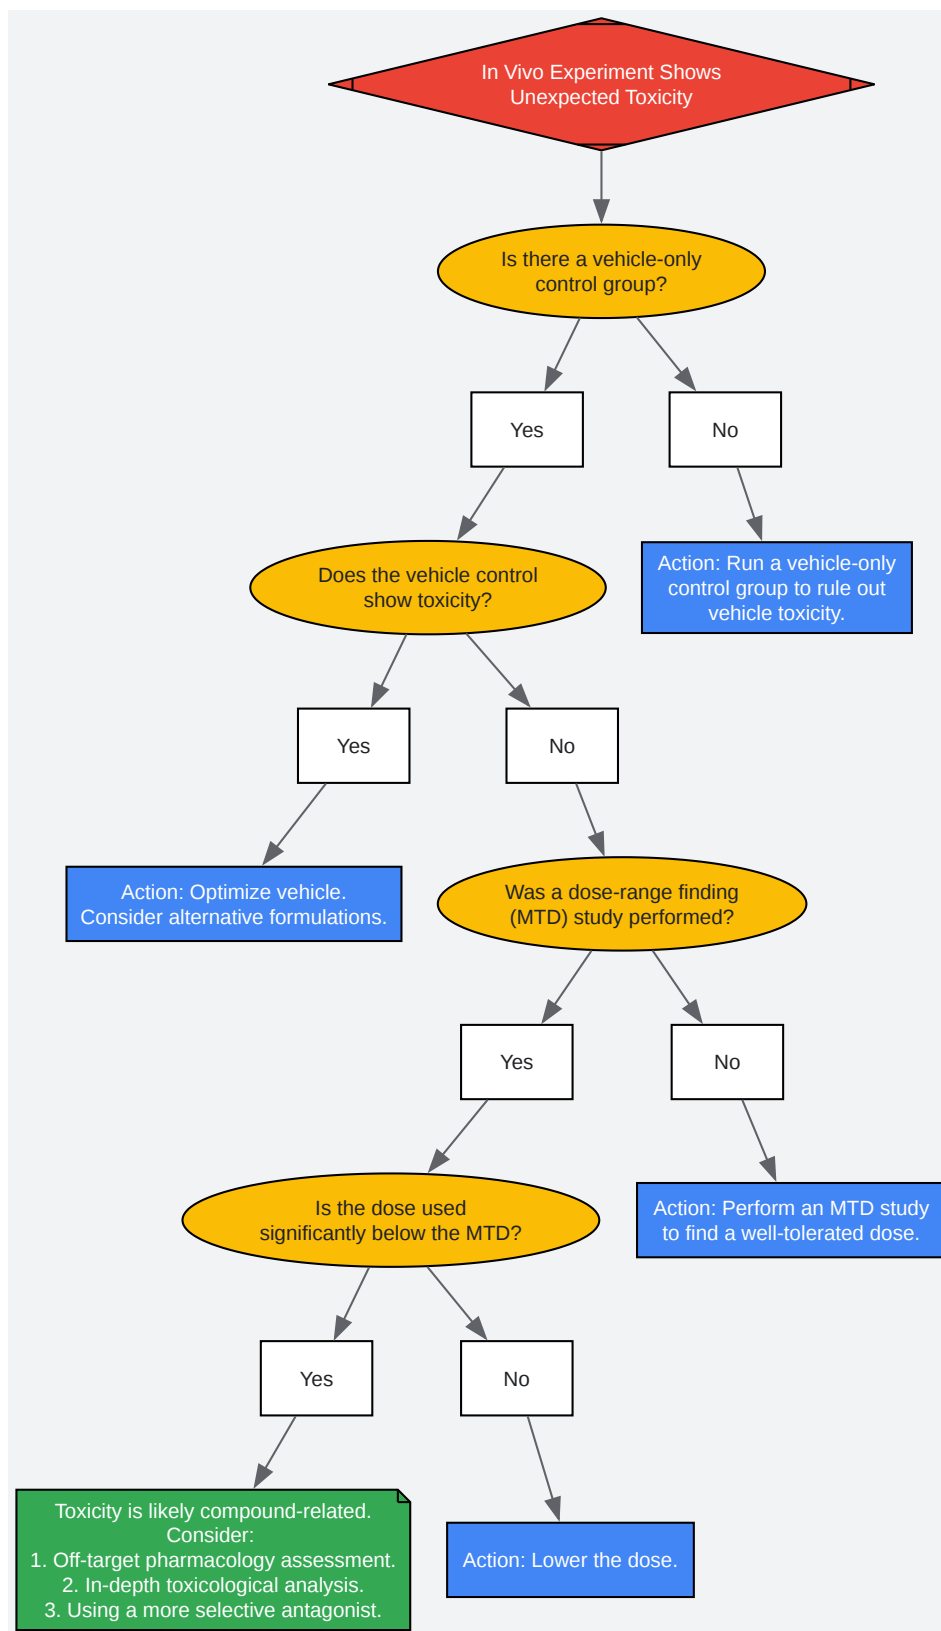 In Vivo Experiment Shows
Unexpected Toxicity
Is there a vehicle-only
control group?
Yes
No
Action: Run a vehicle-only
control group to rule out
vehicle toxicity.
Does the vehicle control
show toxicity?
Yes
No
Action: Optimize vehicle.
Consider alternative formulations.
Was a dose-range finding
(MTD) study performed?
Yes
No
Action: Perform an MTD study
to find a well-tolerated dose.
Is the dose used
significantly below the MTD?
Yes
No
Toxicity is likely compound-related.
Consider:
1. Off-target pharmacology assessment.
2. In-depth toxicological analysis.
3. Using a more selective antagonist.
Action: Lower the dose.